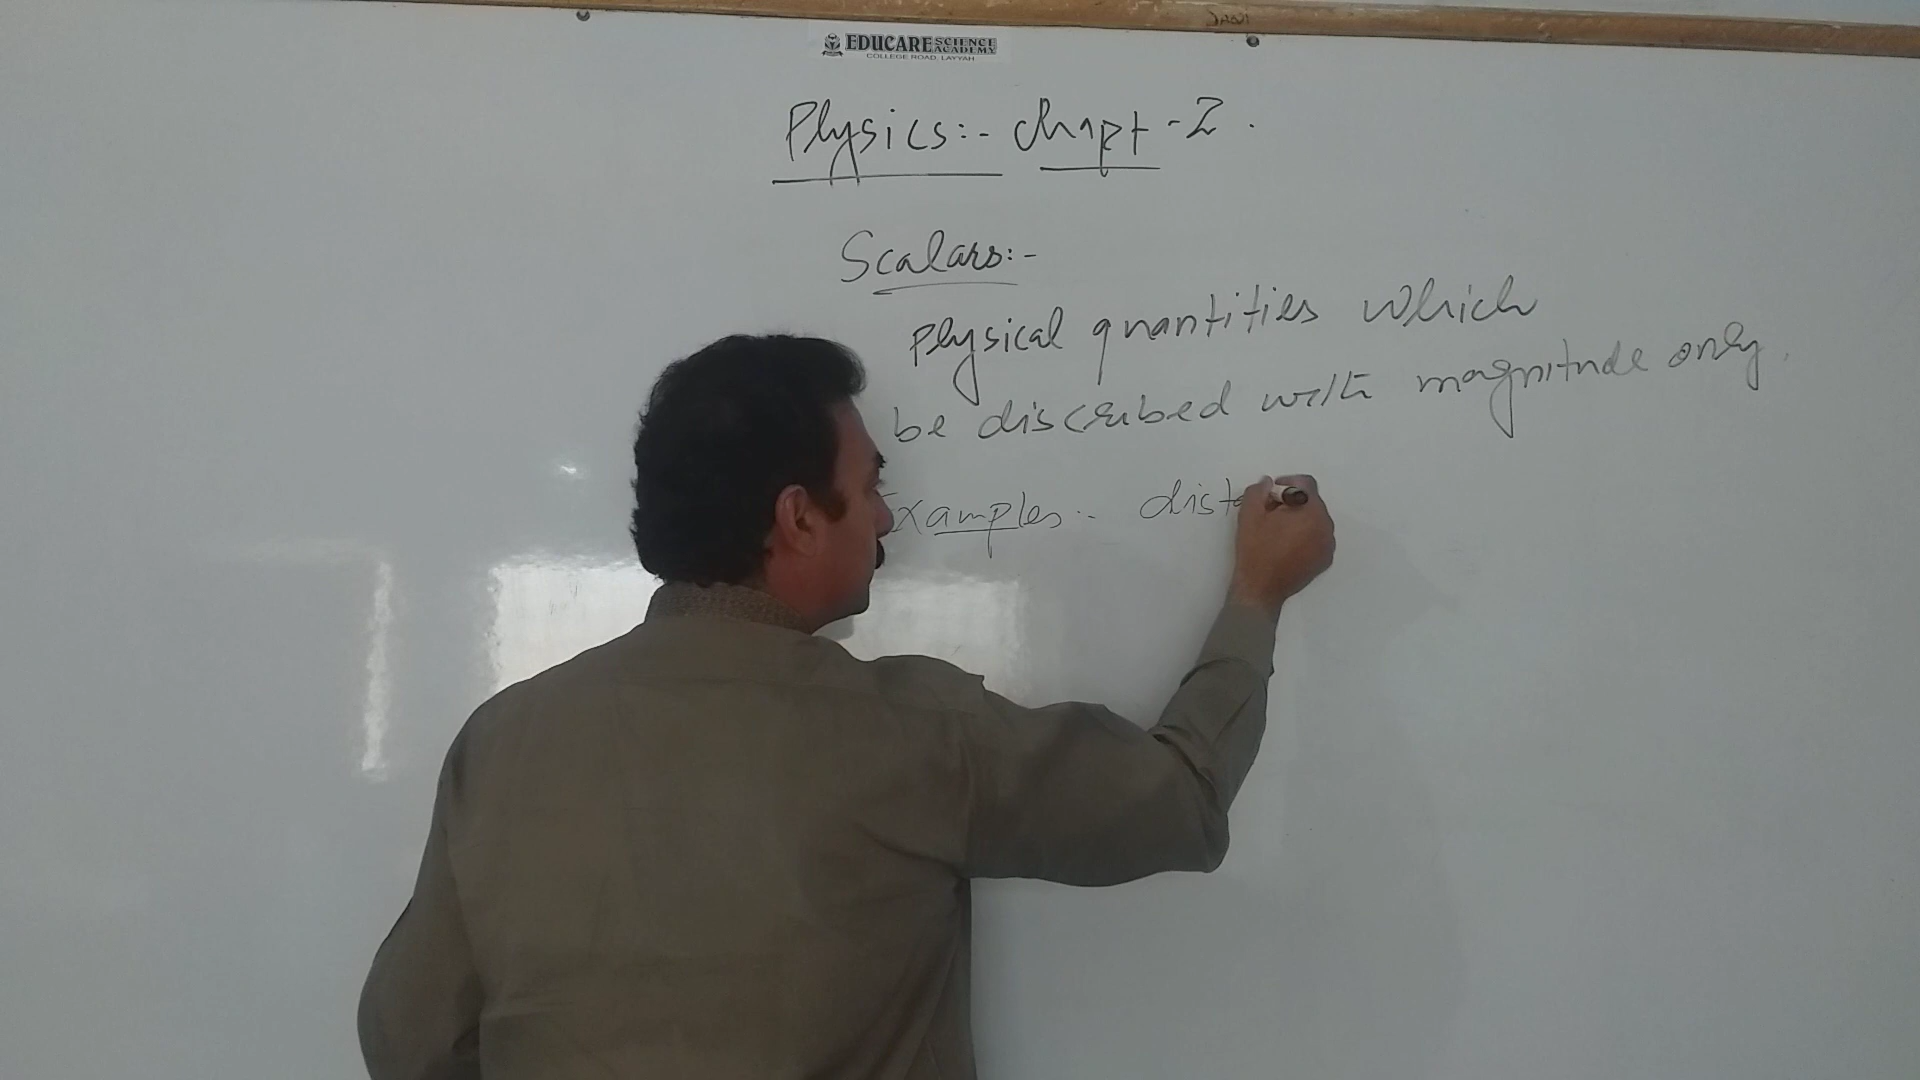 EDUCARE SCIENCE ACADEMY
COLLEGE ROAD, LAYYAH
Physics:- Chapt-2.
Scalars:-
Physical quantities which
be discribed with magnitude only.
Examples:- dista